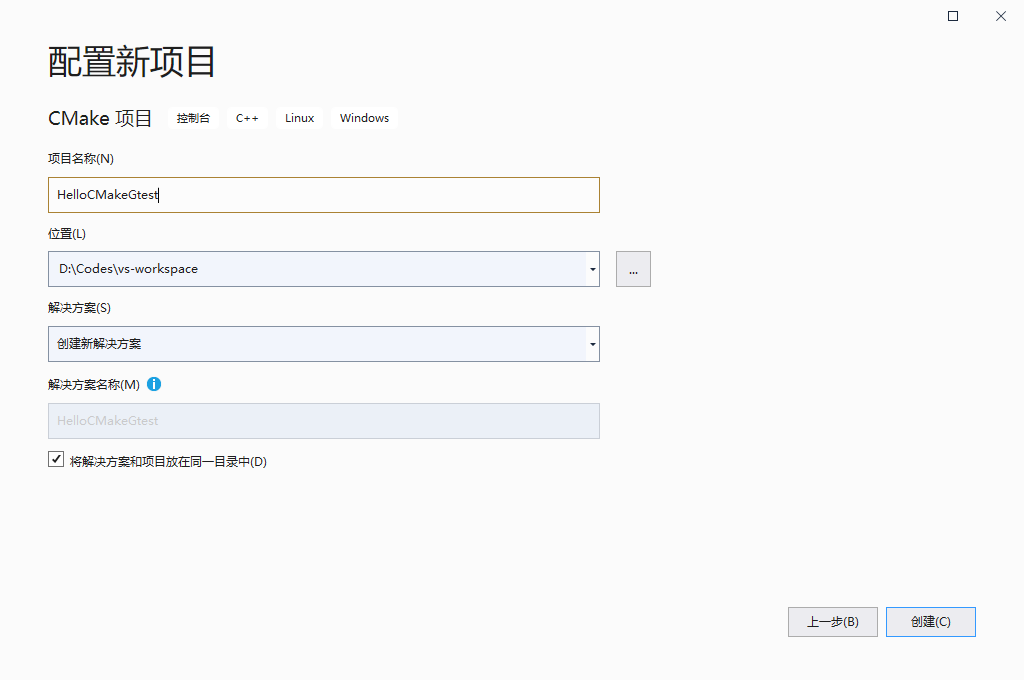 配置新项目
CMake 项目 控制台 C++ Linux Windows
项目名称(N)
HelloCMakeGtest
位置(L)
D:\Codes\vs-workspace
...
解决方案(S)
创建新解决方案
解决方案名称(M)
HelloCMakeGtest
将解决方案和项目放在同一目录中(D)
上一步(B) 创建(C)